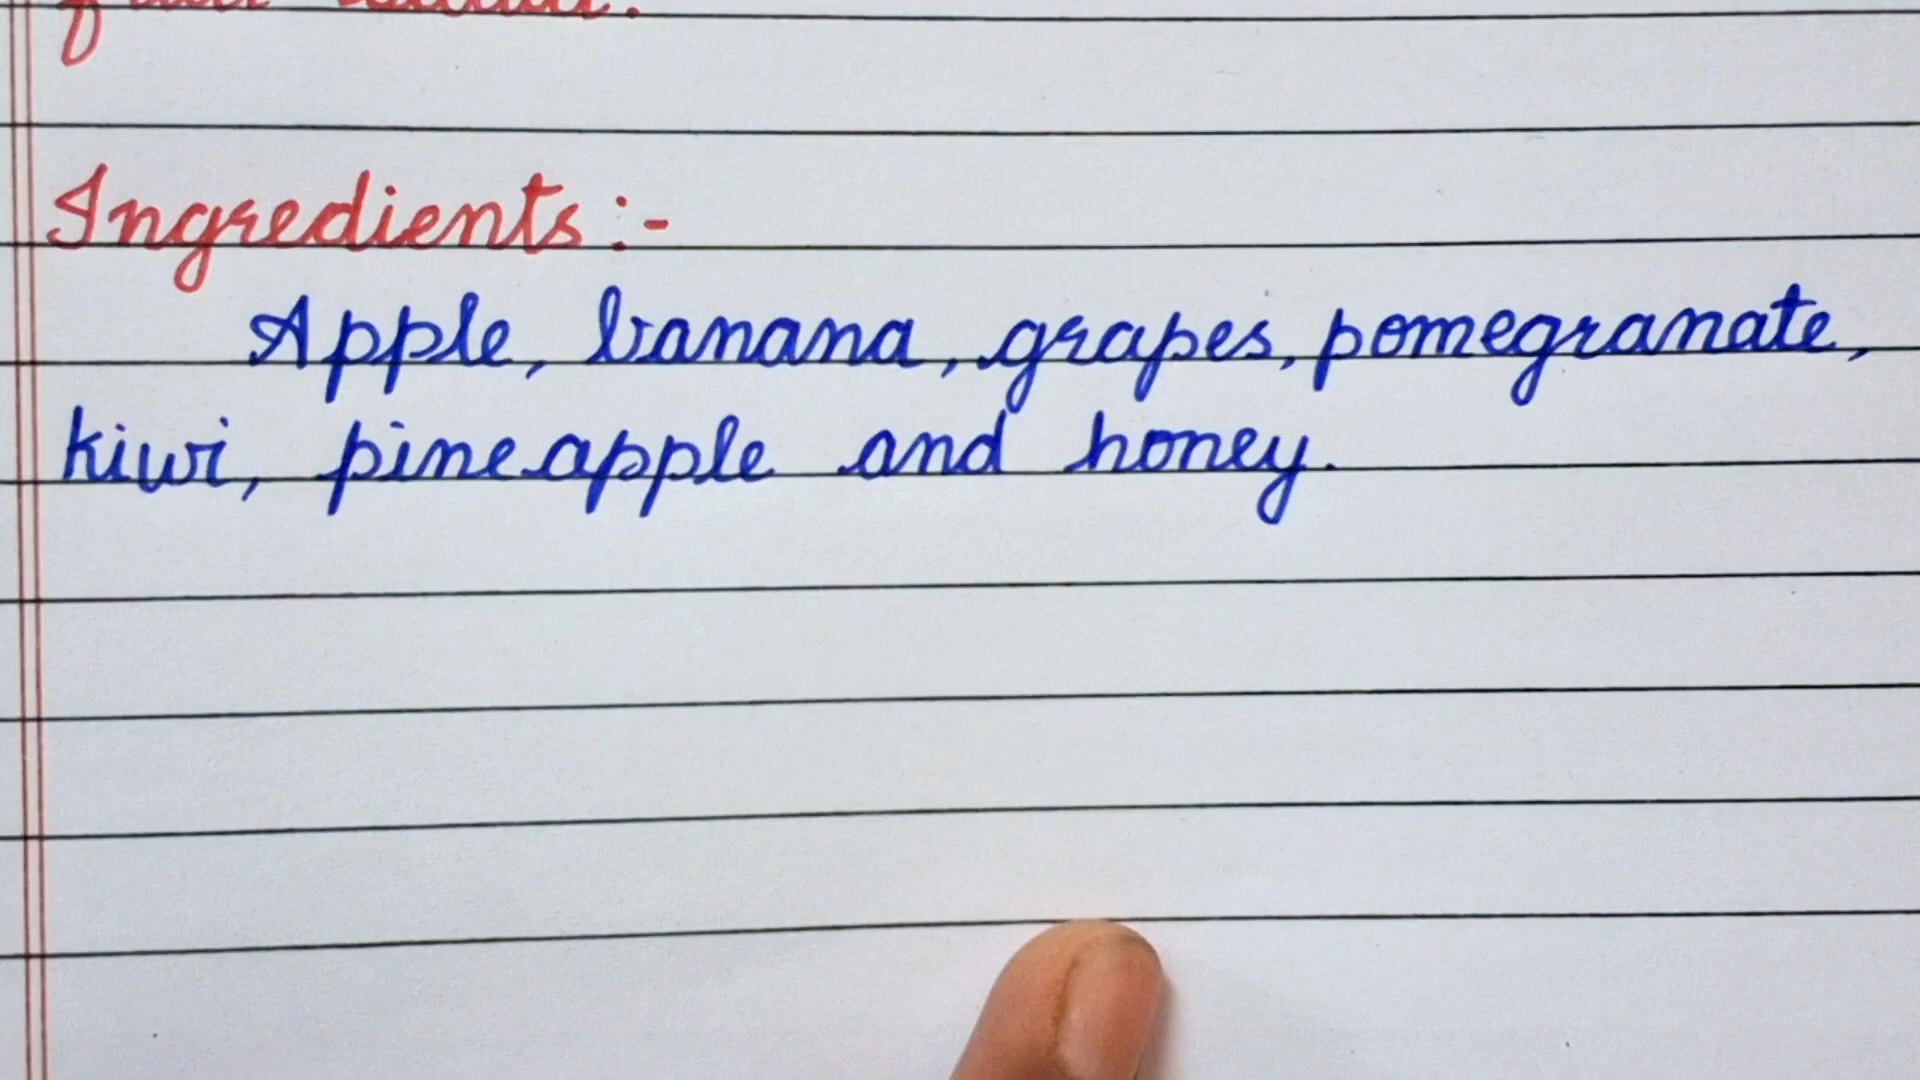 Ingredients :-
Apple, banana, grapes, pomegranate,
kiwi, pineapple and honey.